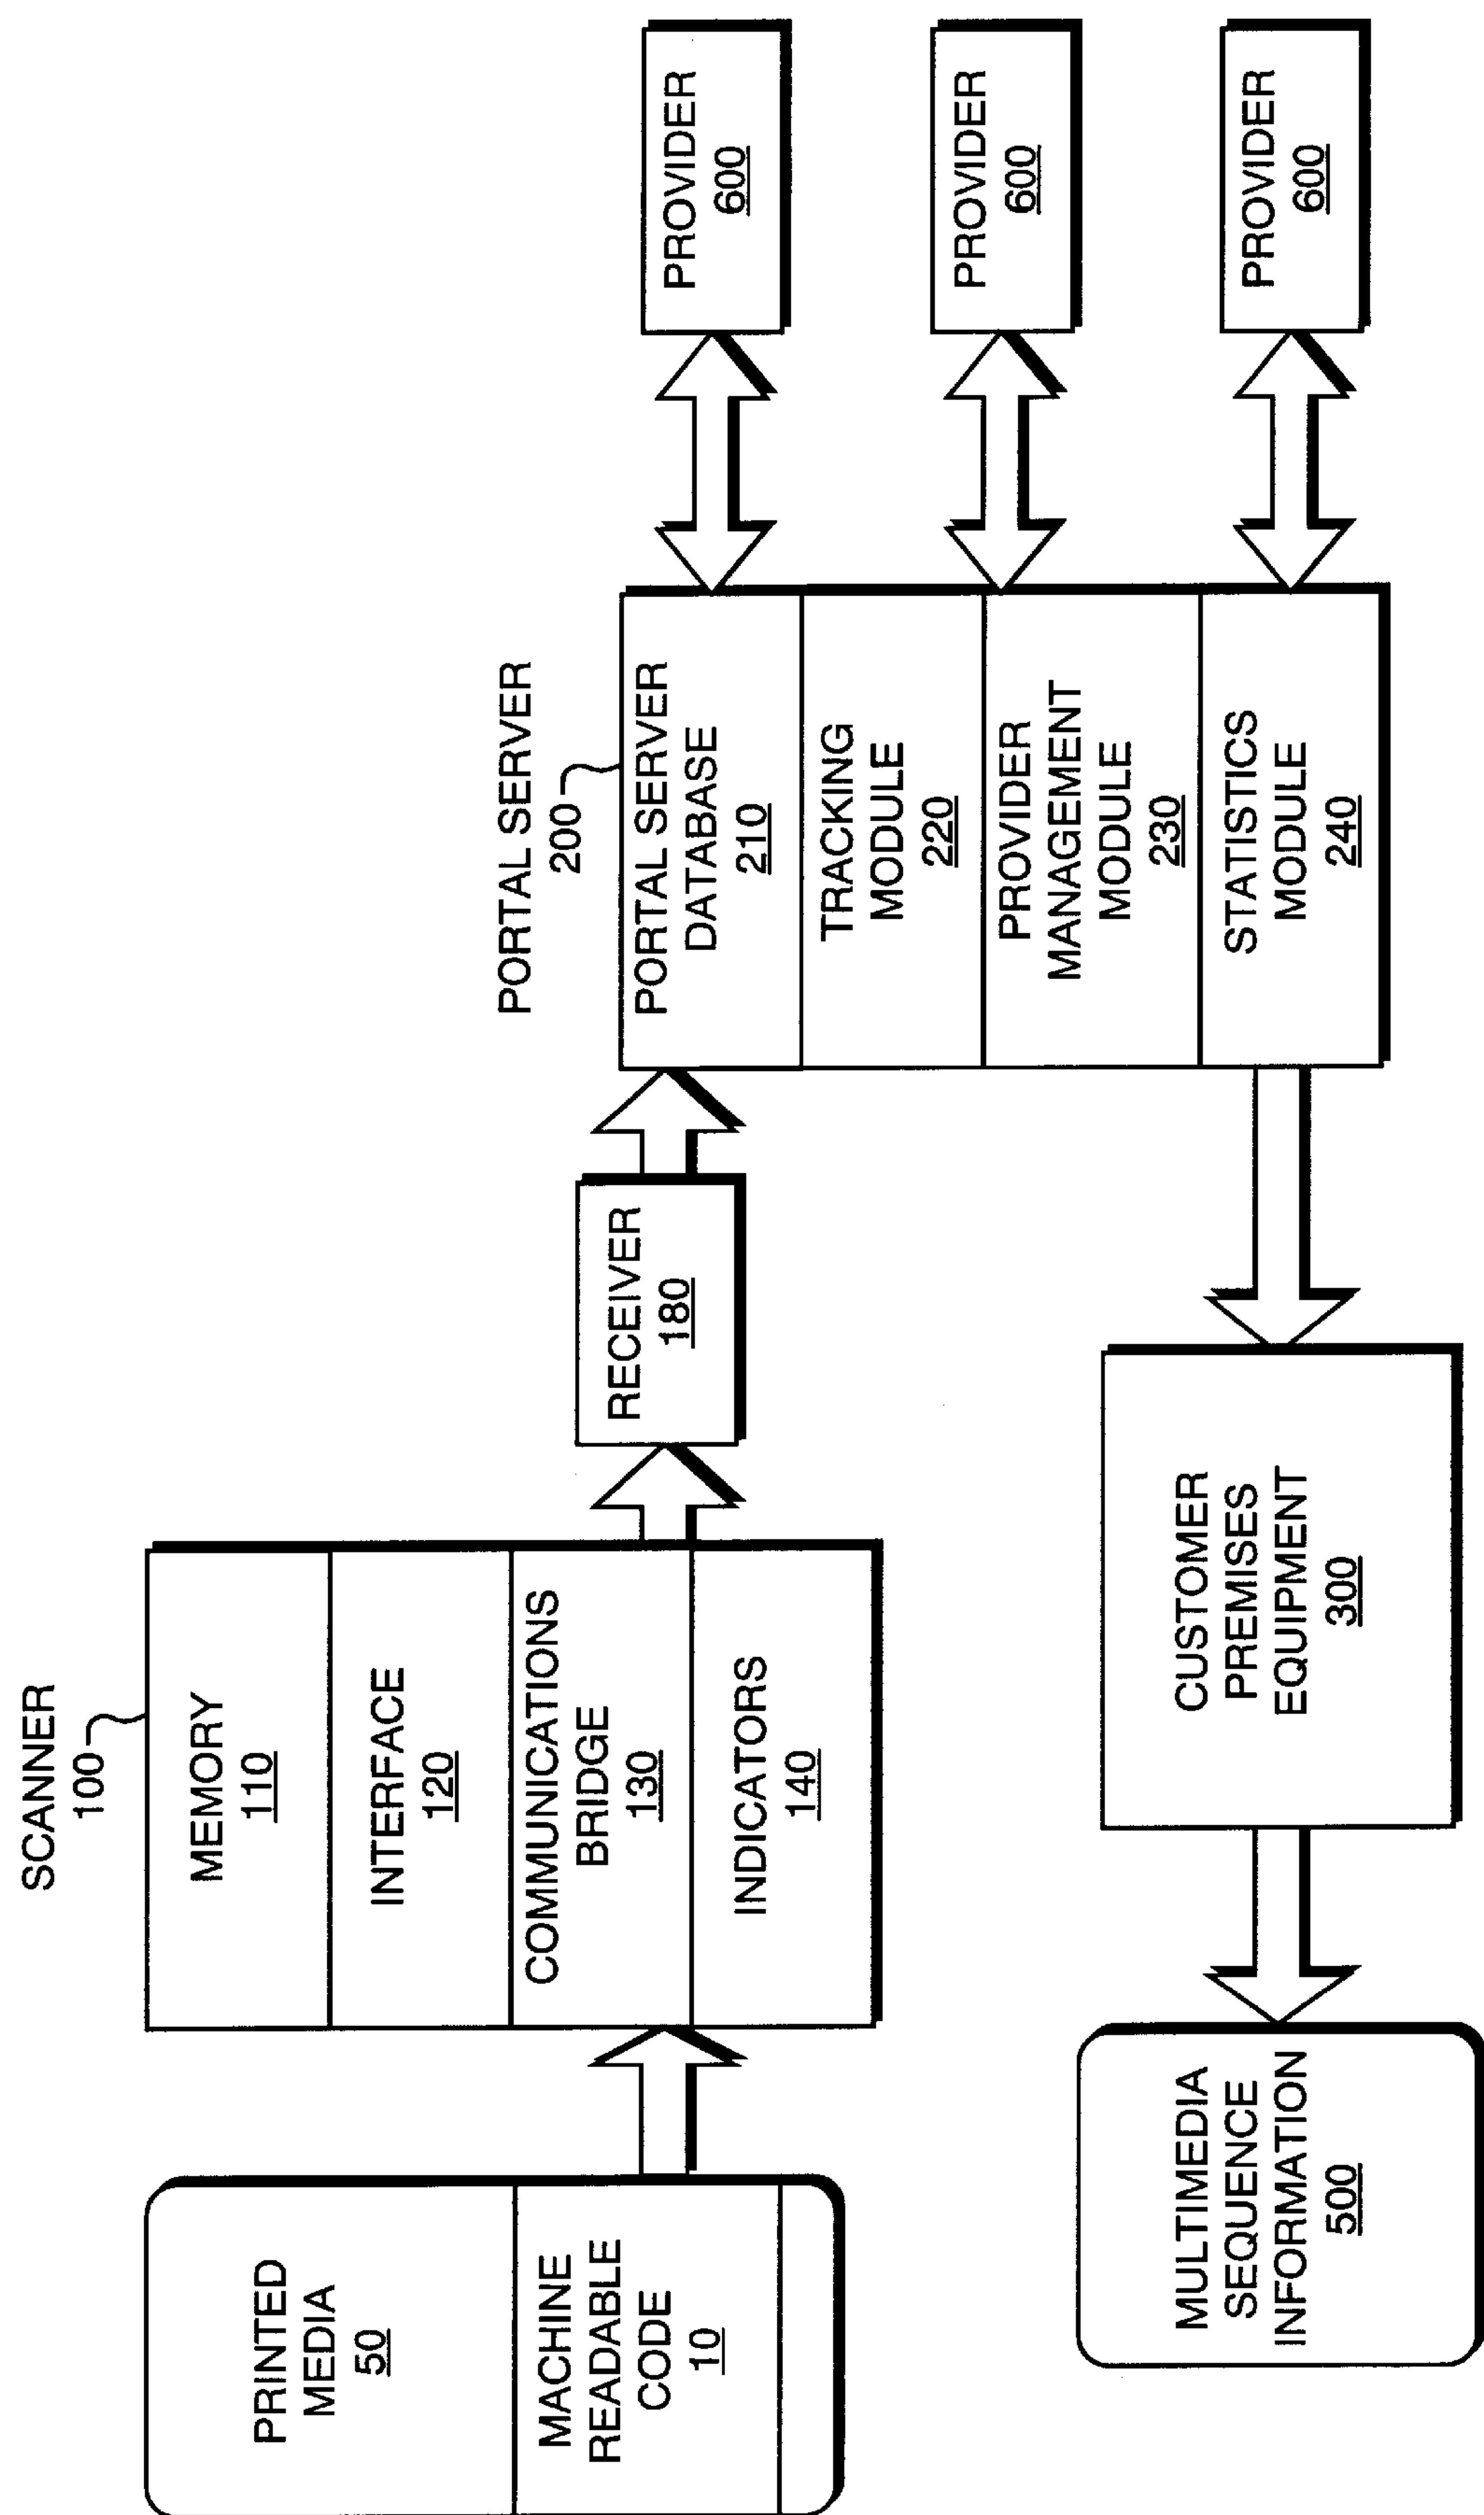 PRINTED
MEDIA
50
MACHINE
READABLE
CODE
10
SCANNER
100
MEMORY
110
INTERFACE
120
COMMUNICATIONS
BRIDGE
130
INDICATORS
140
RECEIVER
180
PORTAL SERVER
200
PORTAL SERVER
DATABASE
210
TRACKING
MODULE
220
PROVIDER
MANAGEMENT
MODULE
230
STATISTICS
MODULE
240
PROVIDER
600
PROVIDER
600
PROVIDER
600
CUSTOMER
PREMISES
EQUIPMENT
300
MULTIMEDIA
SEQUENCE
INFORMATION
500